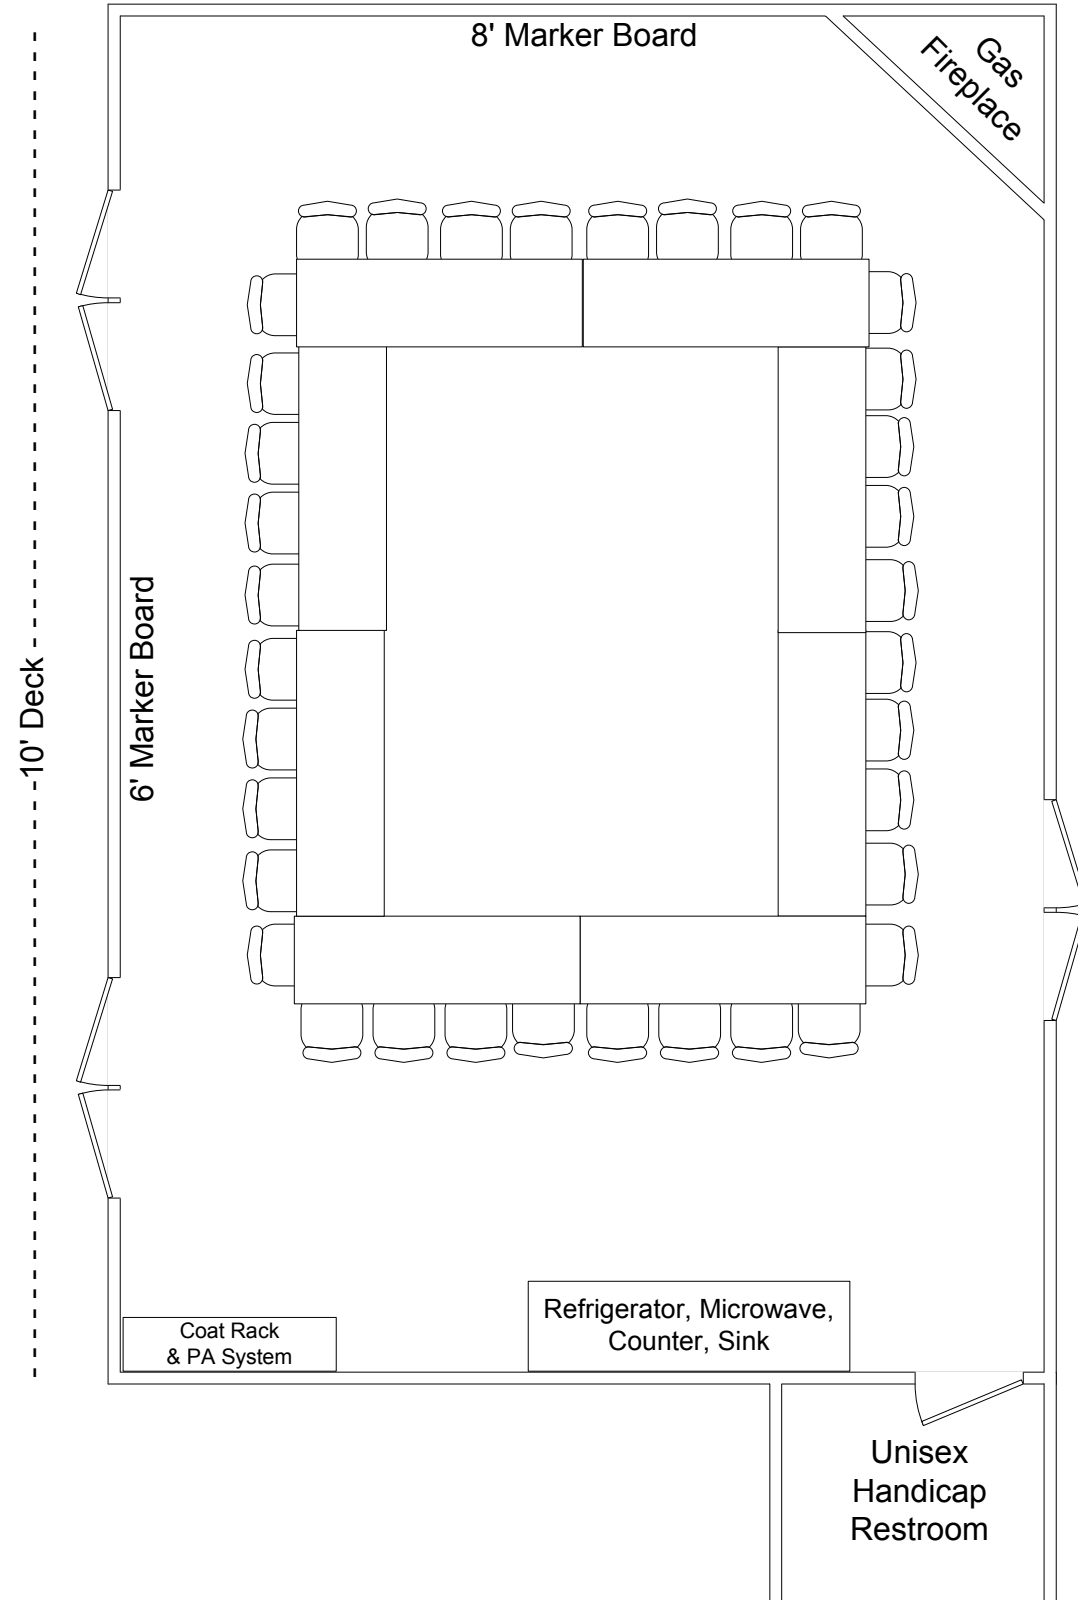 8' Marker Board
Gas
Fireplace
10' Deck
6' Marker Board
Refrigerator, Microwave,
Counter, Sink
Coat Rack
& PA System
Unisex
Handicap
Restroom